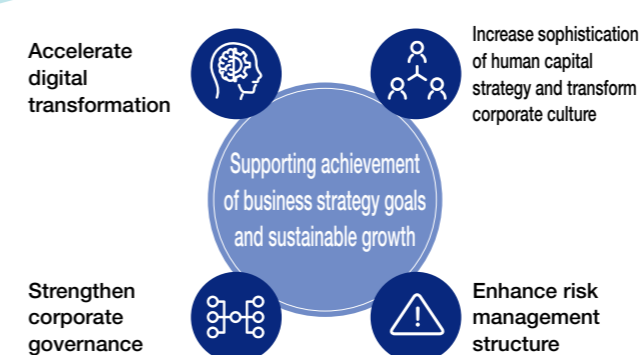 Accelerate
digital
transformation
Increase sophistication
of human capital
strategy and transform
corporate culture
Supporting achievement
of business strategy goals
and sustainable growth
Strengthen
corporate
governance
Enhance risk
management
structure